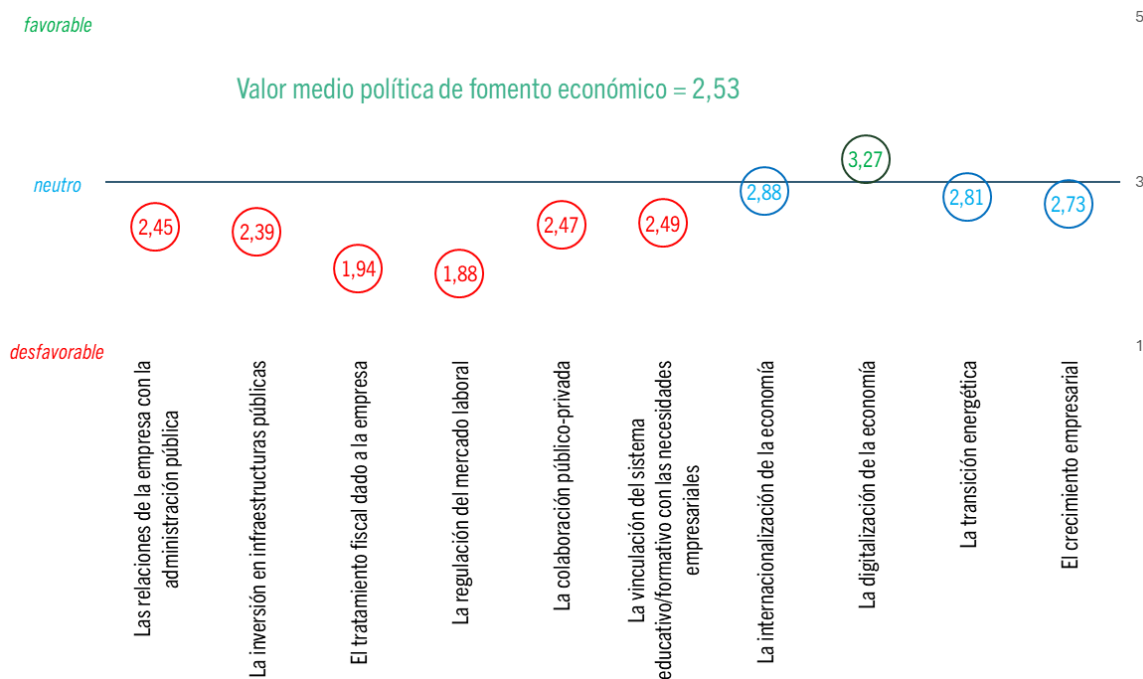 favorable
5
Valor medio política de fomento económico = 2,53
neutro
3
2,45
2,39
1,94
1,88
2,47
2,49
2,88
3,27
2,81
2,73
desfavorable
1
Las relaciones de la empresa con la
administración pública
La inversión en infraestructuras públicas
El tratamiento fiscal dado a la empresa
La regulación del mercado laboral
La colaboración público-privada
La vinculación del sistema
educativo/formativo con las necesidades
empresariales
La internacionalización de la economía
La digitalización de la economía
La transición energética
El crecimiento empresarial